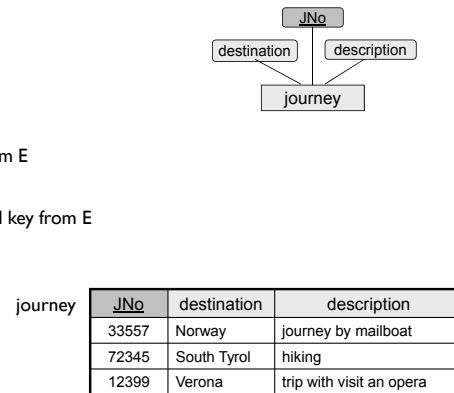 JNo
destination description
journey
m E
l key from E
journey JNo destination description
33557 Norway journey by mailboat
72345 South Tyrol hiking
12399 Verona trip with visit an opera